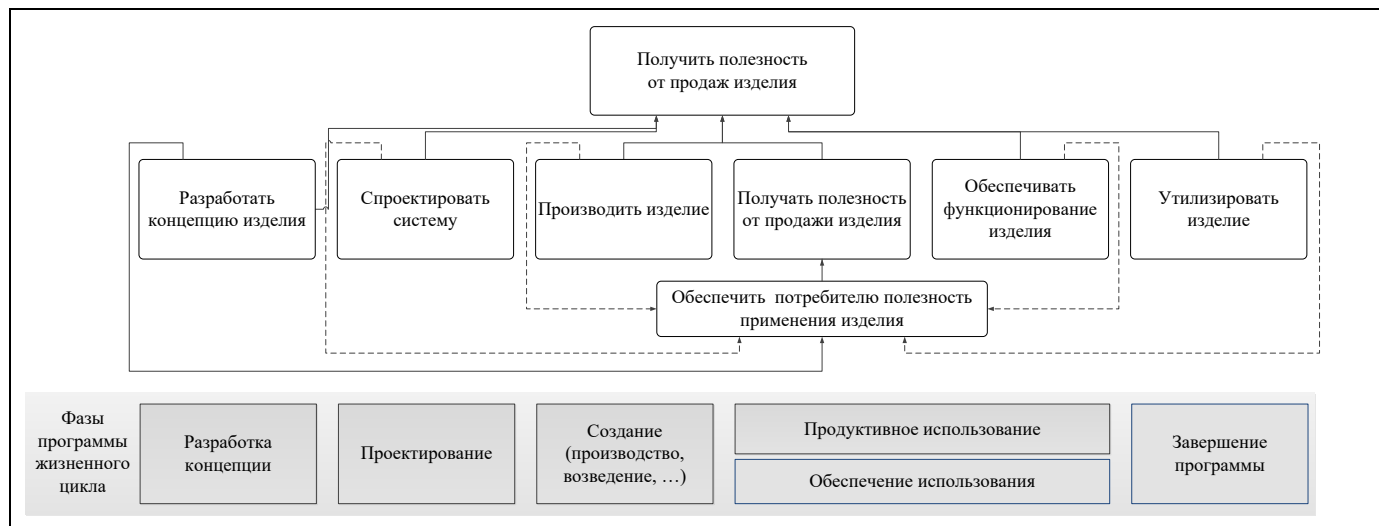 Получить полезность
от продаж изделия
Разработать
концепцию изделия
Спроектировать
систему
Производить изделие
Получать полезность
от продажи изделия
Обеспечивать
функционирование
изделия
Утилизировать
изделие
Обеспечить потребителю полезность
применения изделия
Фазы
программы
жизненного
цикла
Разработка
концепции
Проектирование
Создание
(производство,
возведение, …)
Продуктивное использование
Обеспечение использования
Завершение
программы